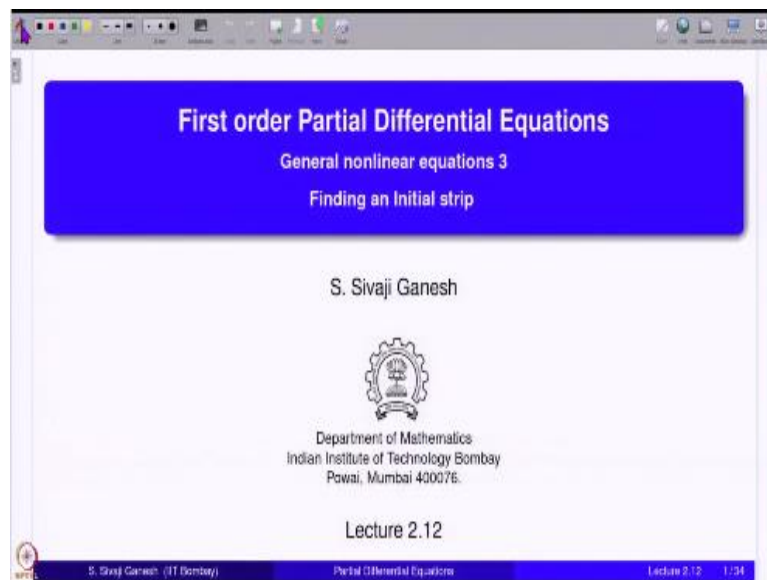 First order Partial Differential Equations
General nonlinear equations 3
Finding an Initial strip
S. Sivaji Ganesh
Department of Mathematics
Indian Institute of Technology Bombay
Powai, Mumbai 400076.
Lecture 2.12
S. Sivaji Ganesh (IIT Bombay) Partial Differential Equations Lecture 2.12 1/34